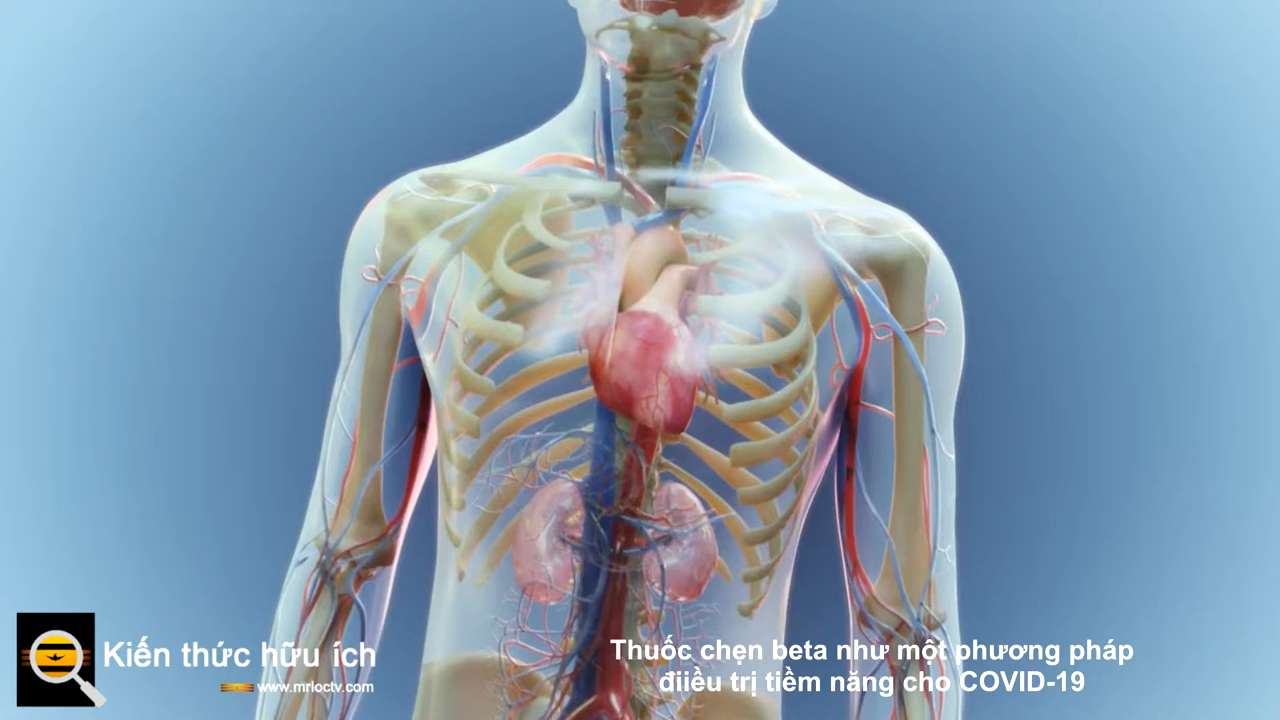 Kiến thức hữu ích
www.mrloctv.com
Thuốc chẹn beta như một phương pháp
điiều trị tiềm năng cho COVID-19